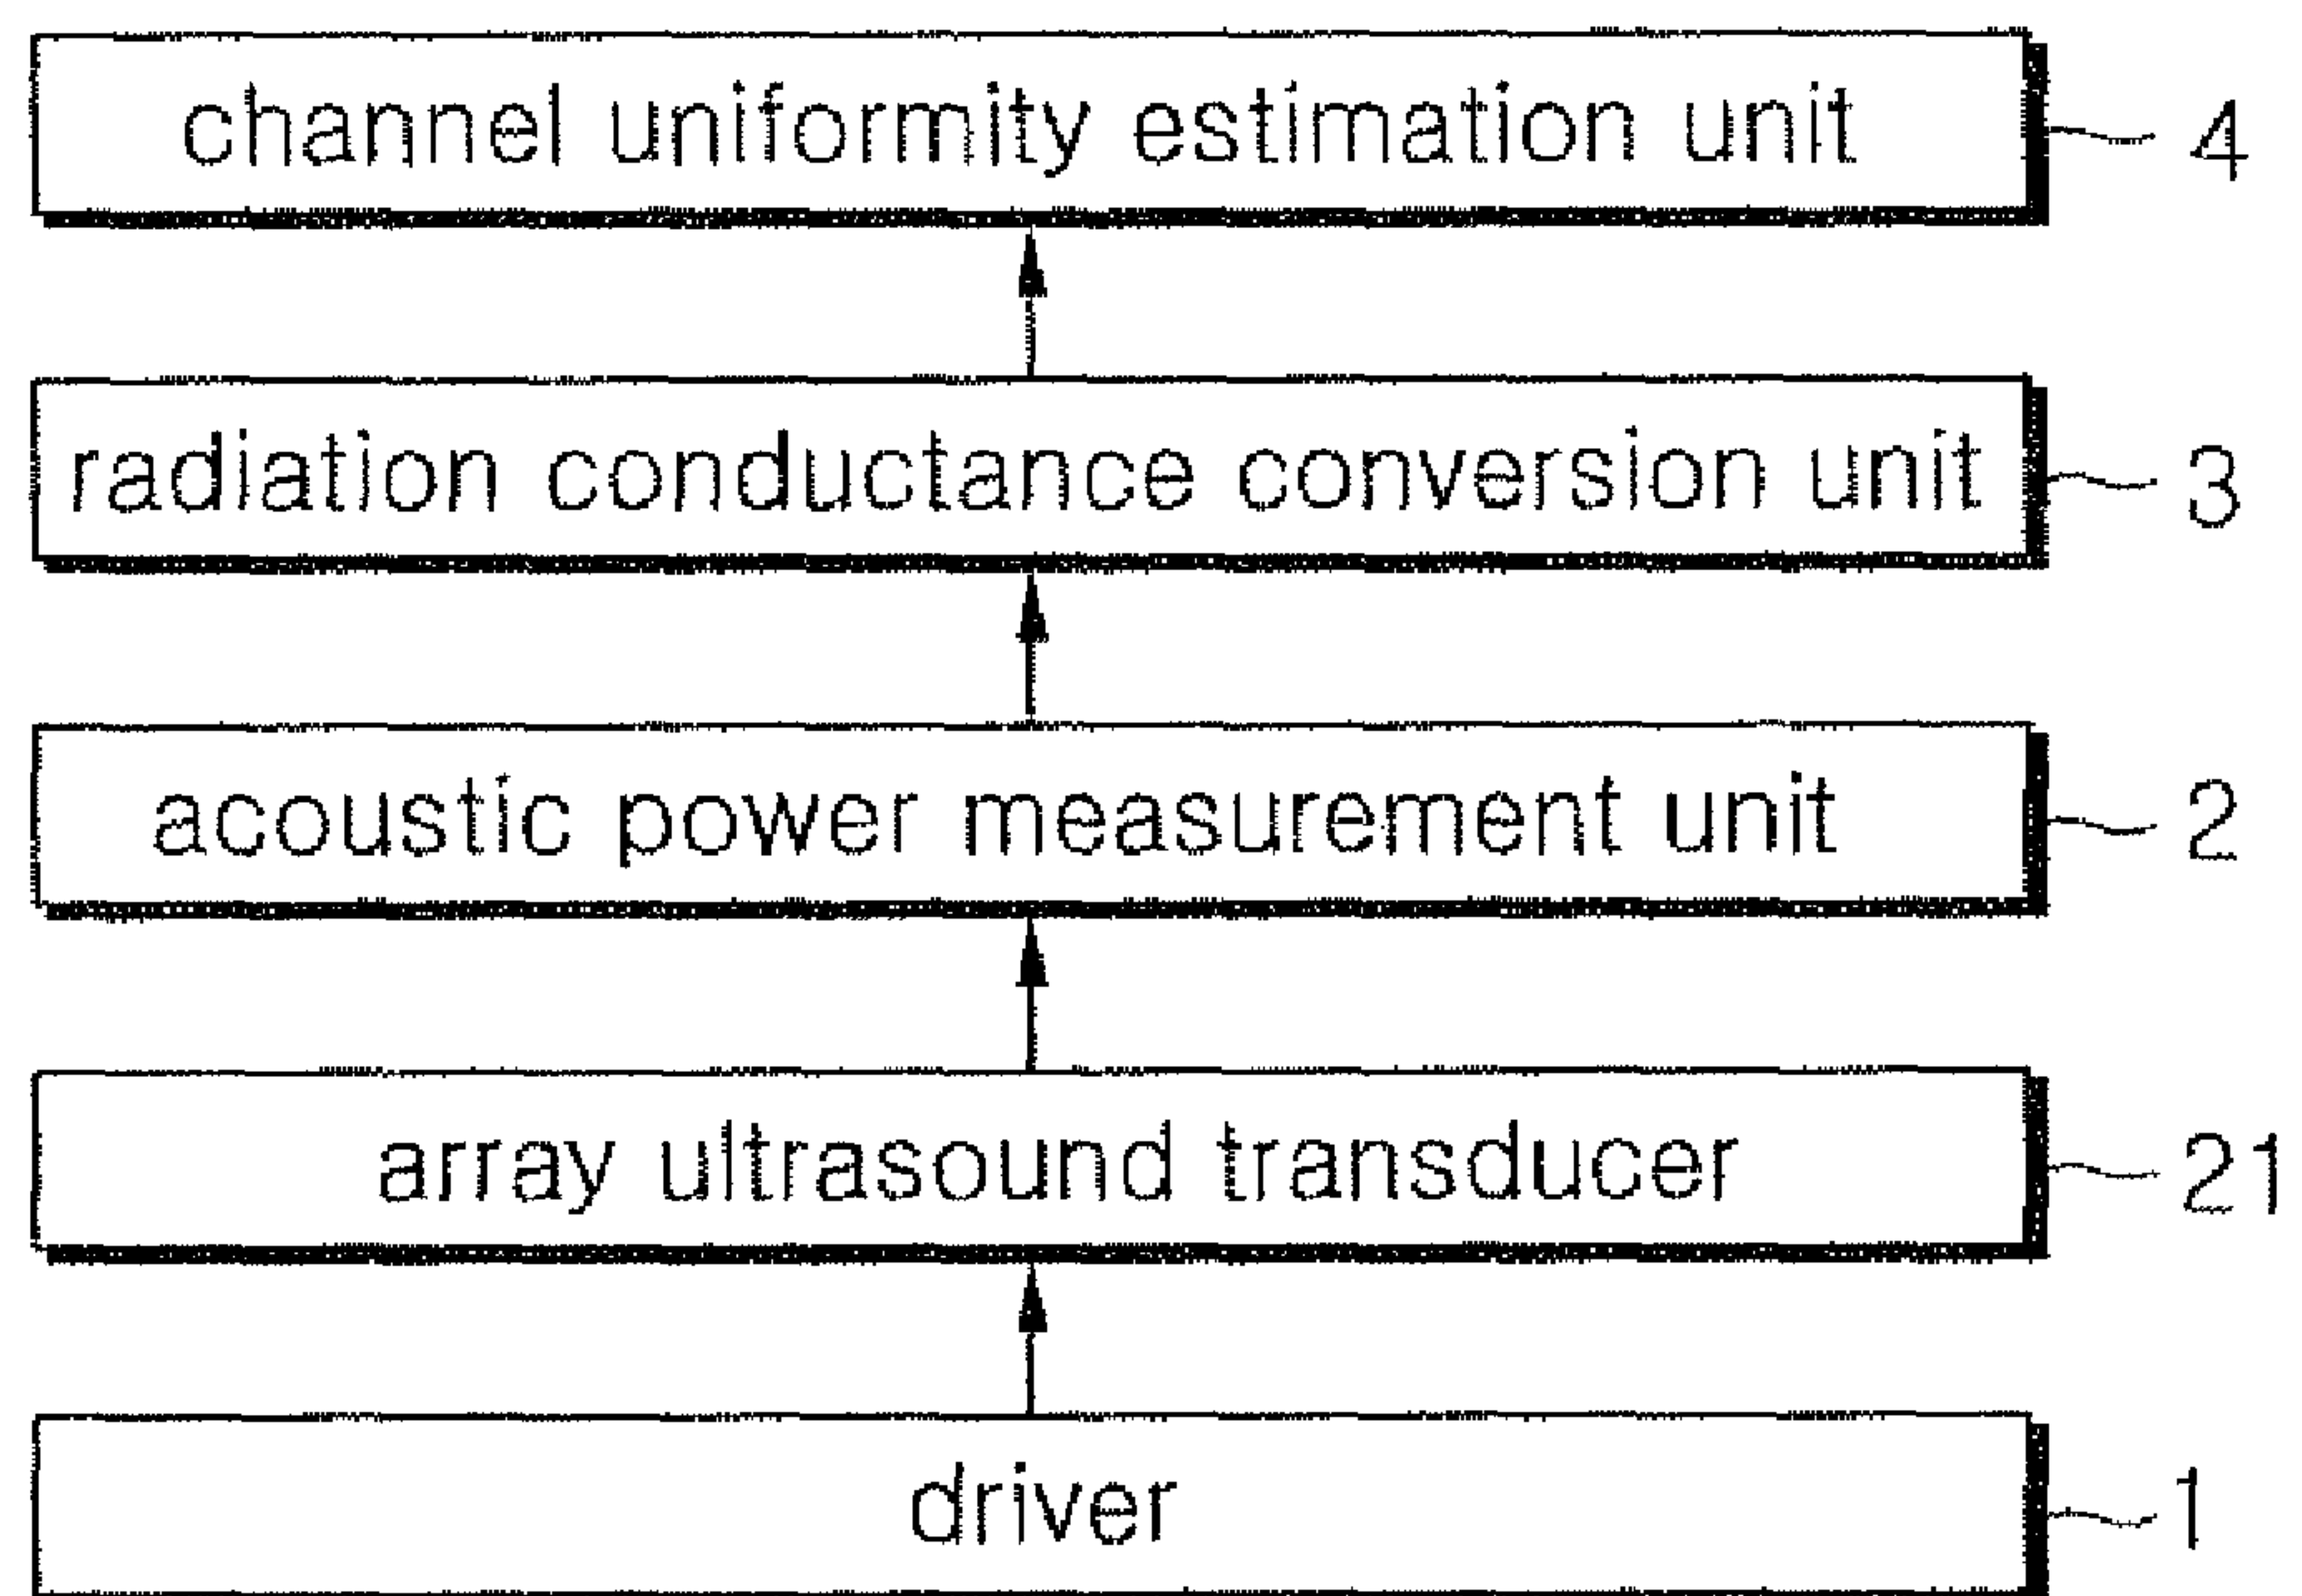 channel uniformity estimation unit 4
radiation conductance conversion unit 3
acoustic power measurement unit 2
array ultrasound transducer 21
driver 1